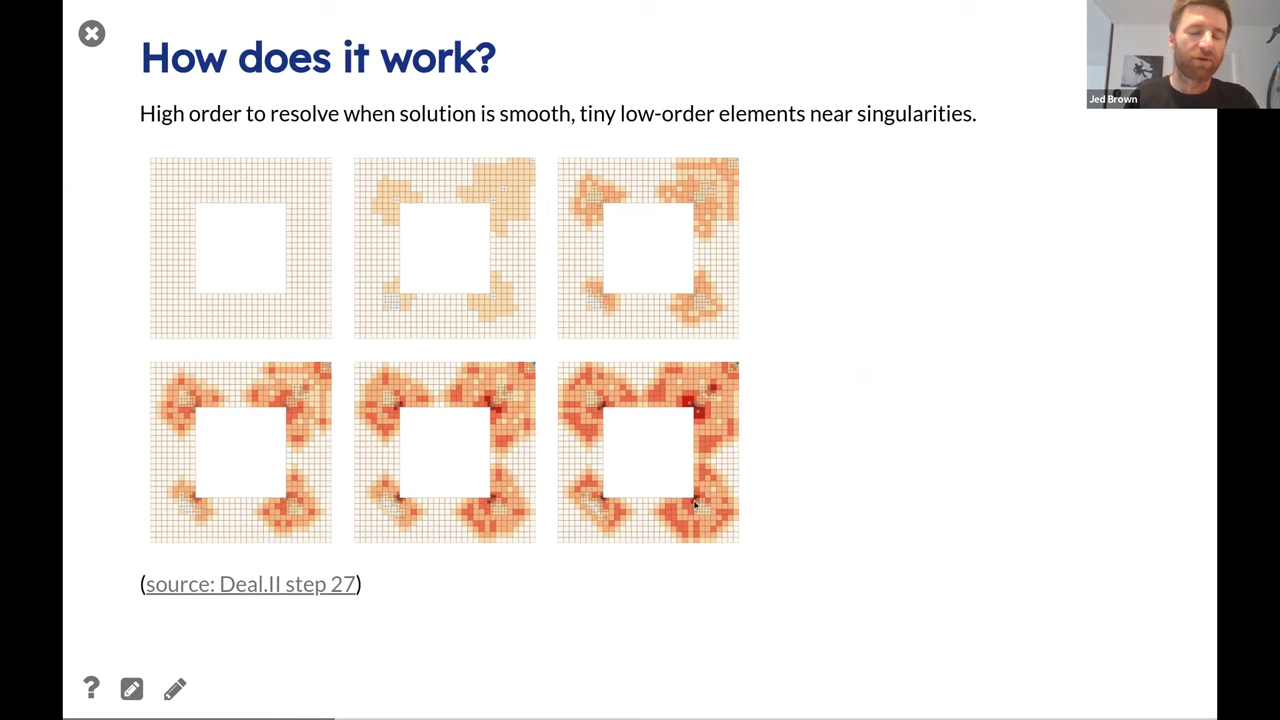 How does it work?
Jed Brown
High order to resolve when solution is smooth, tiny low-order elements near singularities.
(source: Deal.II step 27)
?